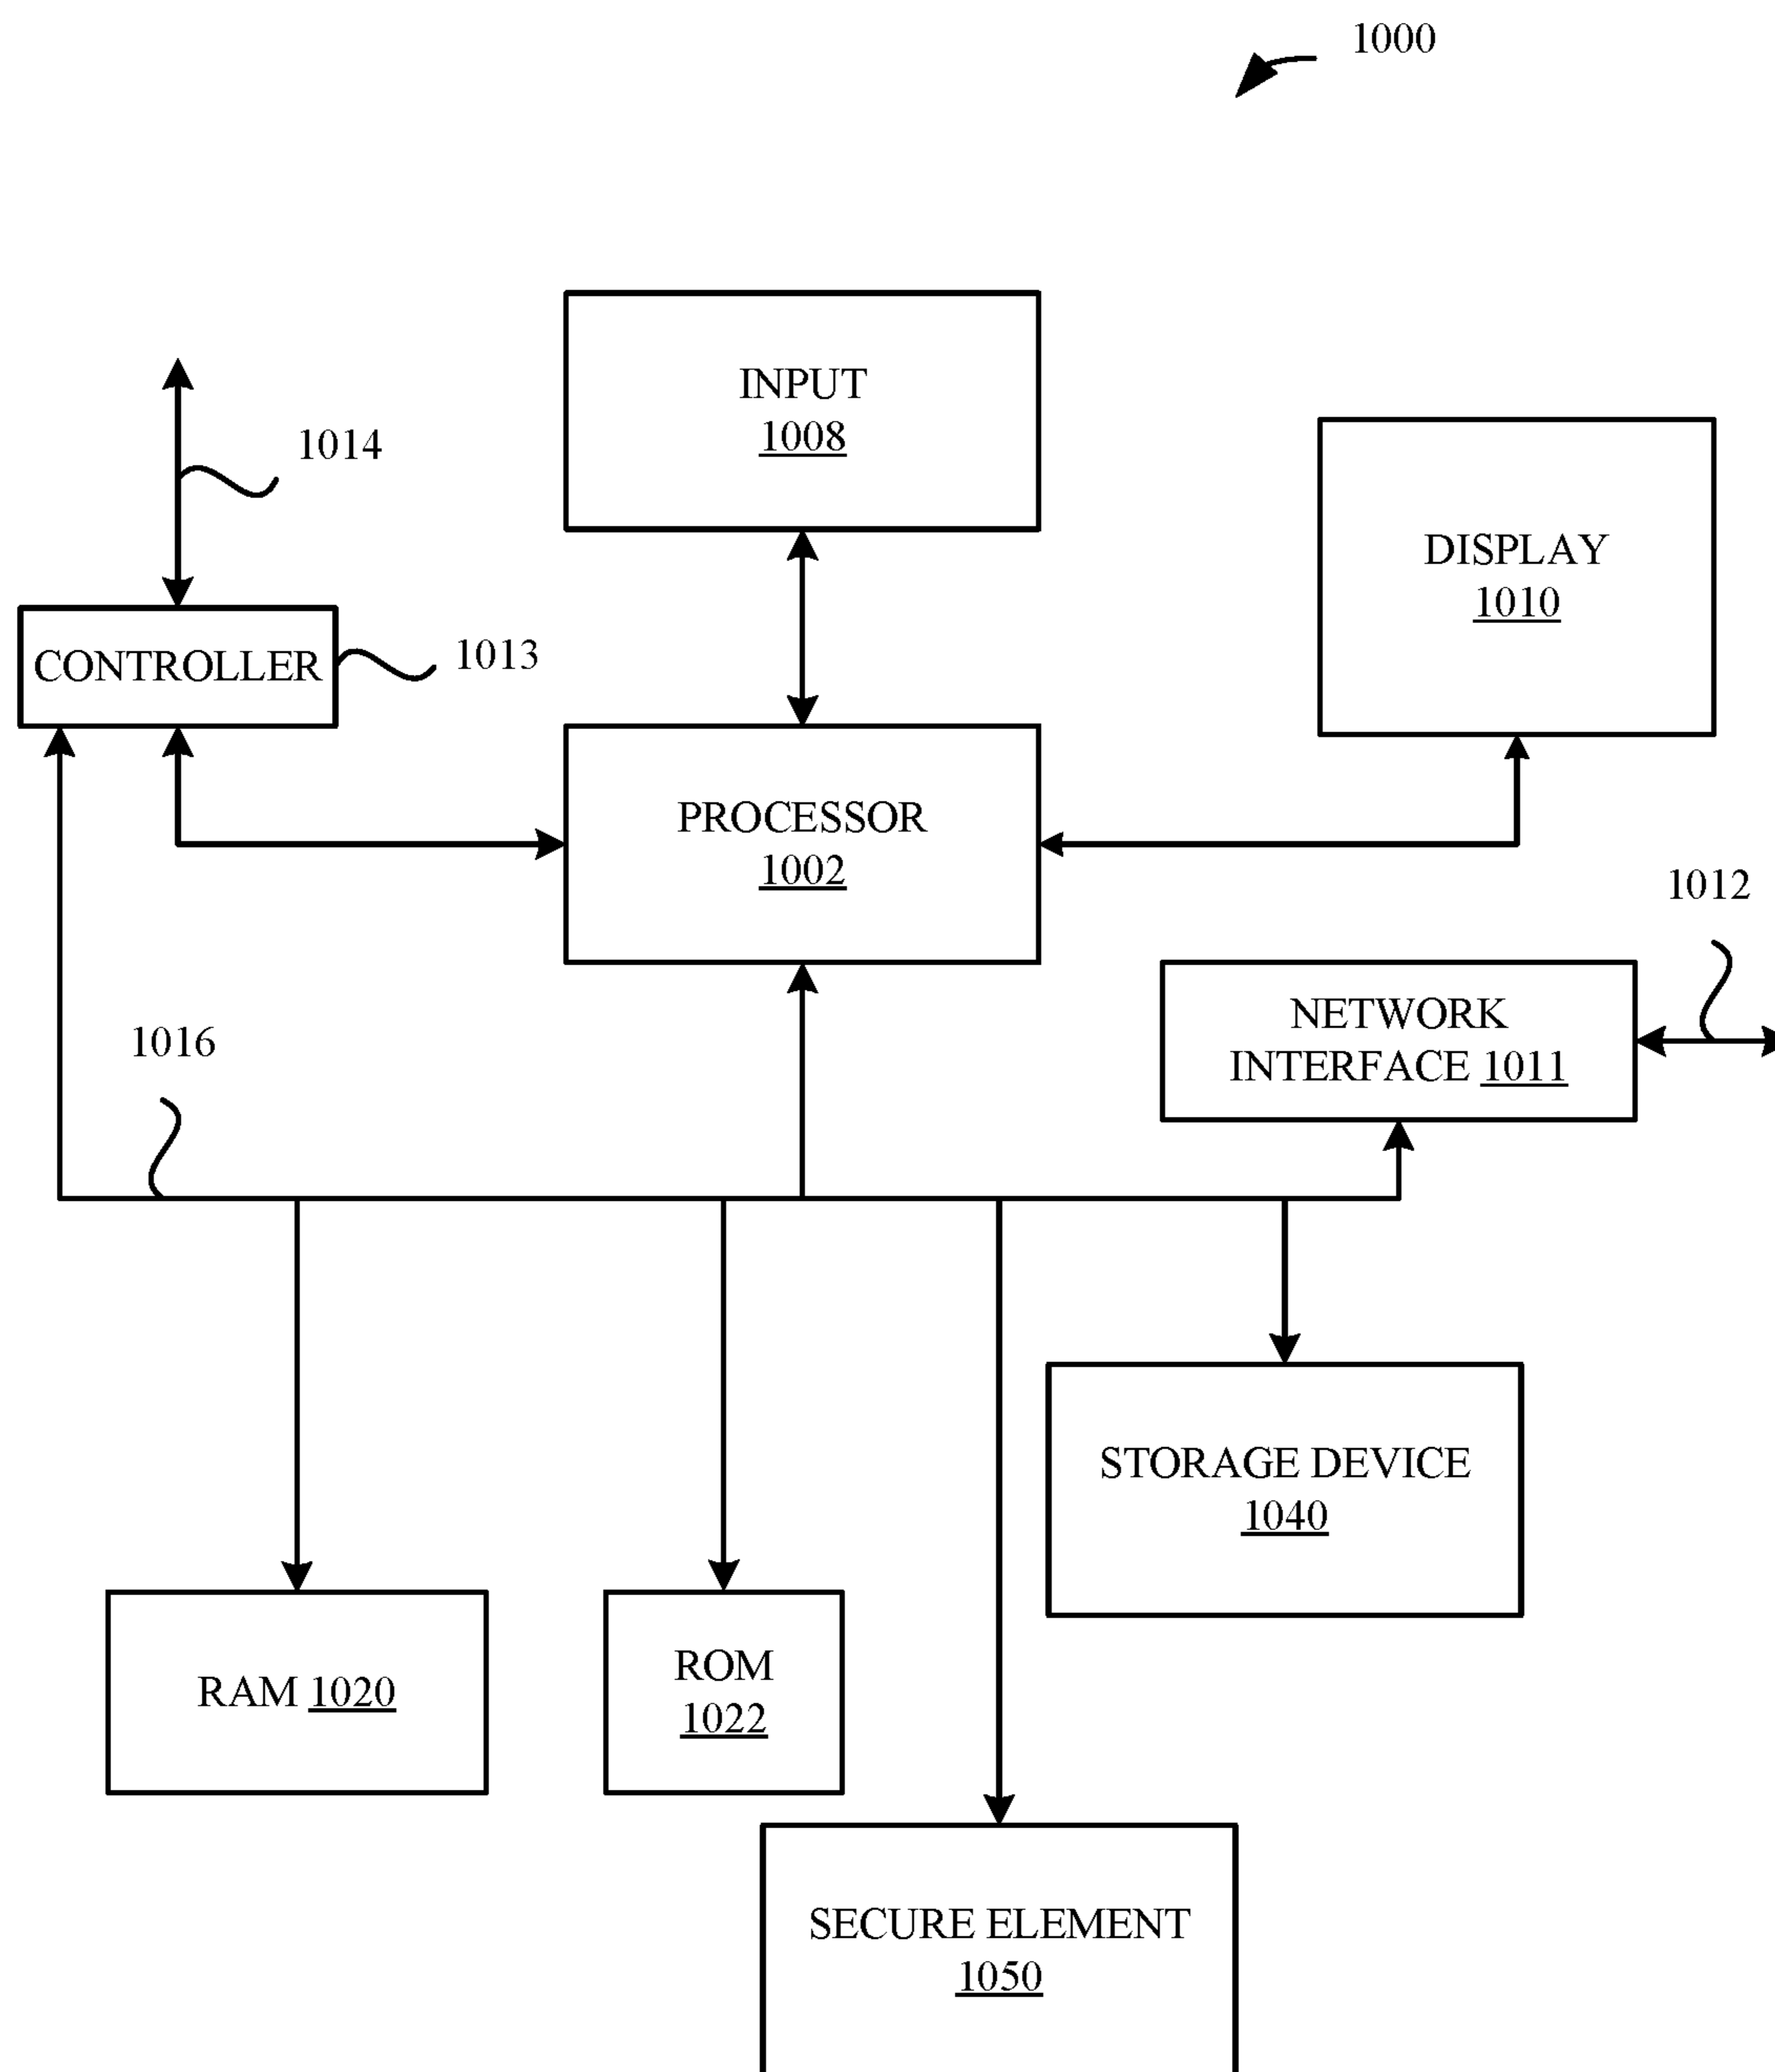 1000
INPUT
1008
1014
DISPLAY
1010
CONTROLLER
1013
PROCESSOR
1002
1012
NETWORK
INTERFACE 1011
1016
STORAGE DEVICE
1040
RAM 1020
ROM
1022
SECURE ELEMENT
1050